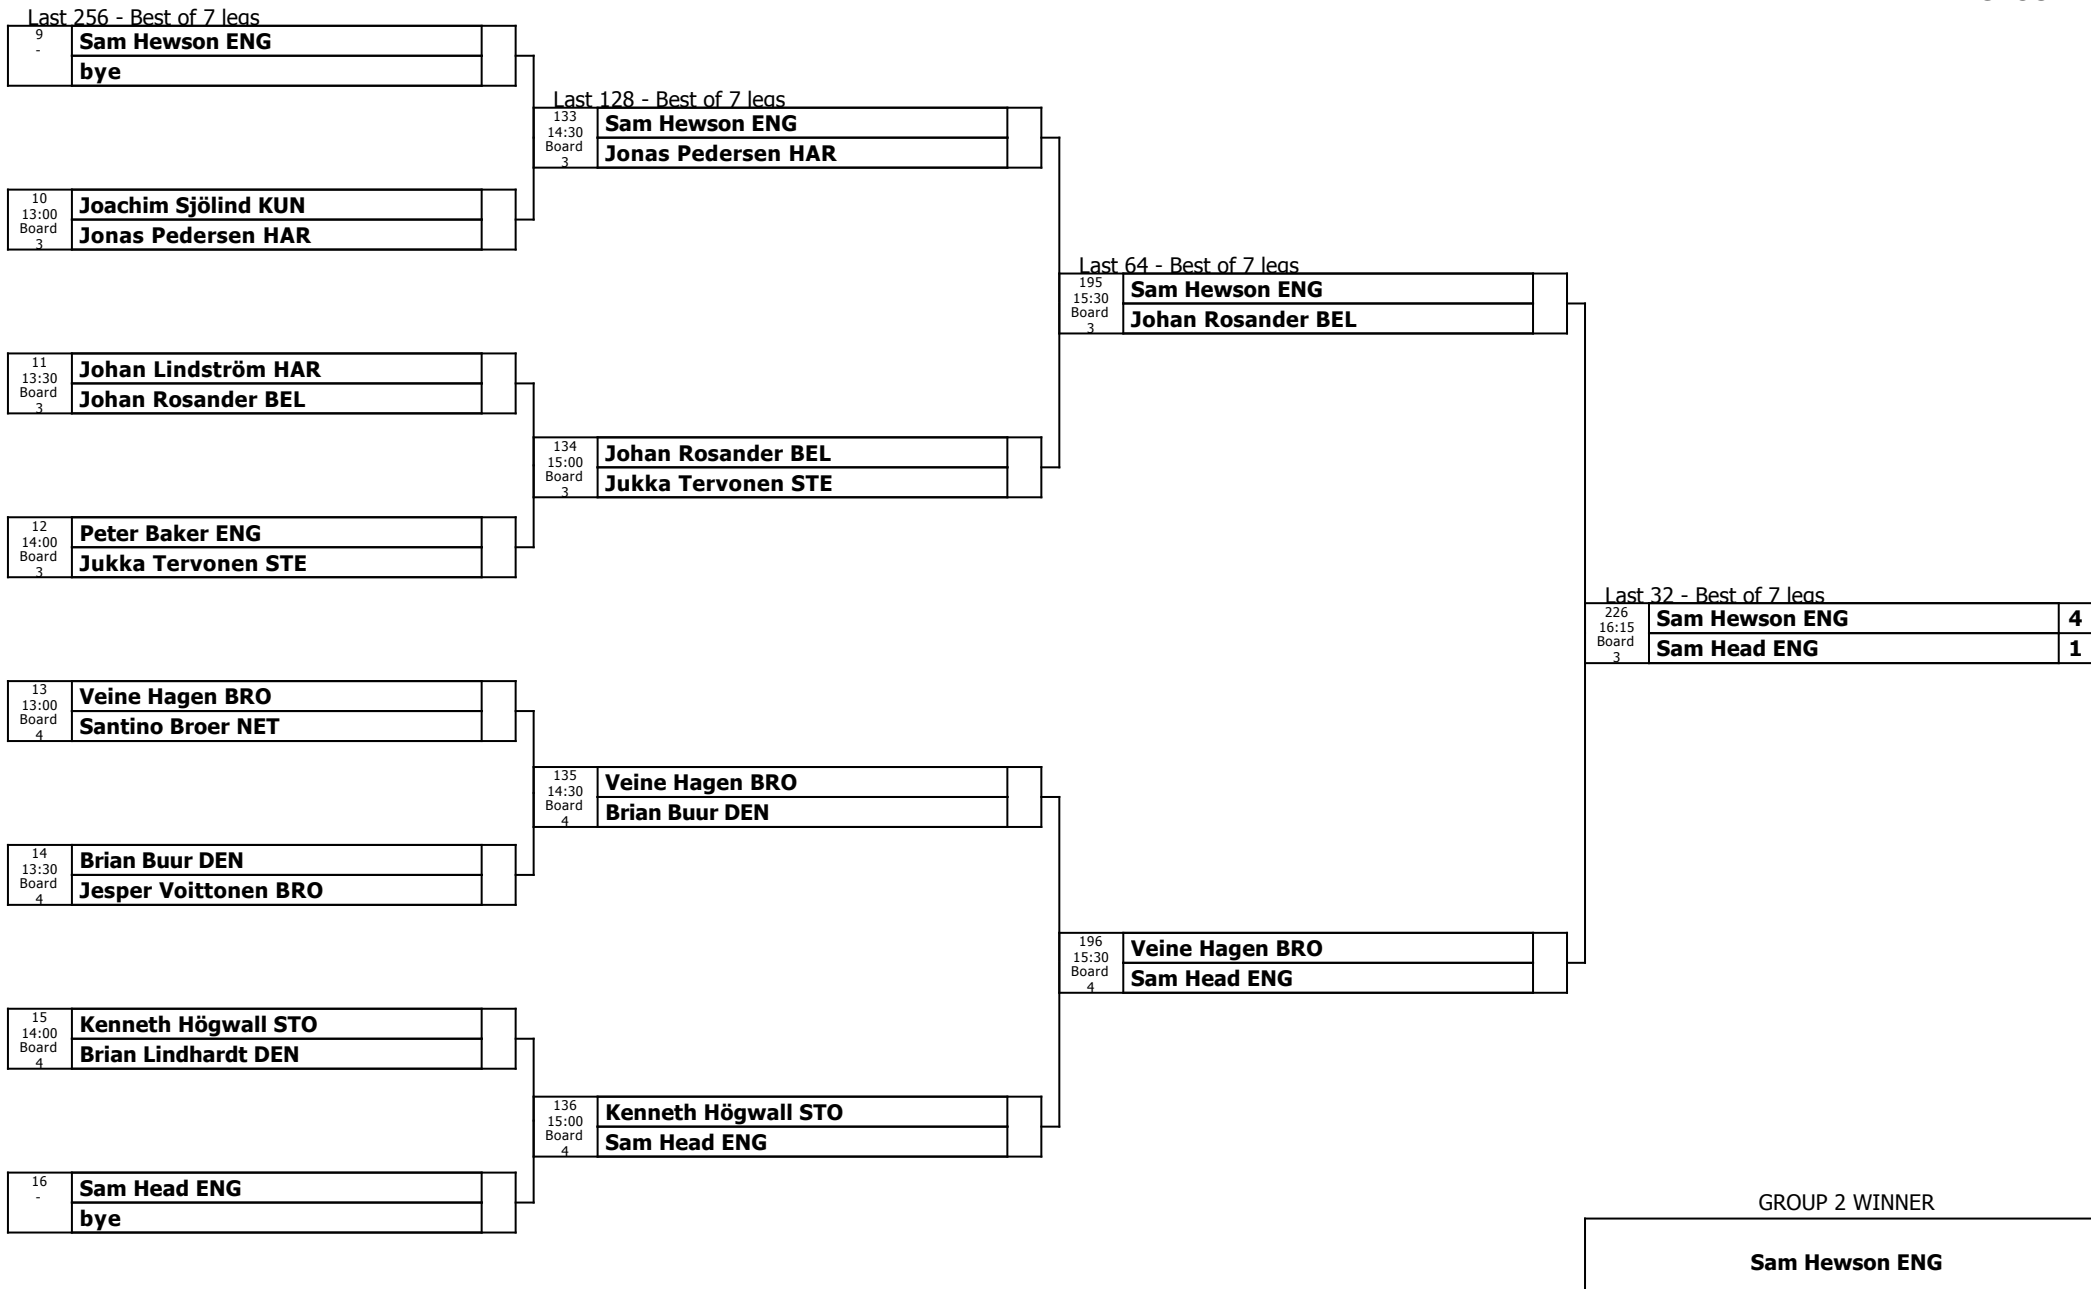 Last 256 - Best of 7 legs
9
-
Sam Hewson ENG
bye
10
13:00
Board
3
Joachim Sjölind KUN
Jonas Pedersen HAR
11
13:30
Board
3
Johan Lindström HAR
Johan Rosander BEL
12
14:00
Board
3
Peter Baker ENG
Jukka Tervonen STE
13
13:00
Board
4
Veine Hagen BRO
Santino Broer NET
14
13:30
Board
4
Brian Buur DEN
Jesper Voittonen BRO
15
14:00
Board
4
Kenneth Högwall STO
Brian Lindhardt DEN
16
-
Sam Head ENG
bye
Last 128 - Best of 7 legs
133
14:30
Board
3
Sam Hewson ENG
Jonas Pedersen HAR
134
15:00
Board
3
Johan Rosander BEL
Jukka Tervonen STE
135
14:30
Board
4
Veine Hagen BRO
Brian Buur DEN
136
15:00
Board
4
Kenneth Högwall STO
Sam Head ENG
Last 64 - Best of 7 legs
195
15:30
Board
3
Sam Hewson ENG
Johan Rosander BEL
196
15:30
Board
4
Veine Hagen BRO
Sam Head ENG
Last 32 - Best of 7 legs
226
16:15
Board
3
Sam Hewson ENG 4
Sam Head ENG 1
GROUP 2 WINNER
Sam Hewson ENG